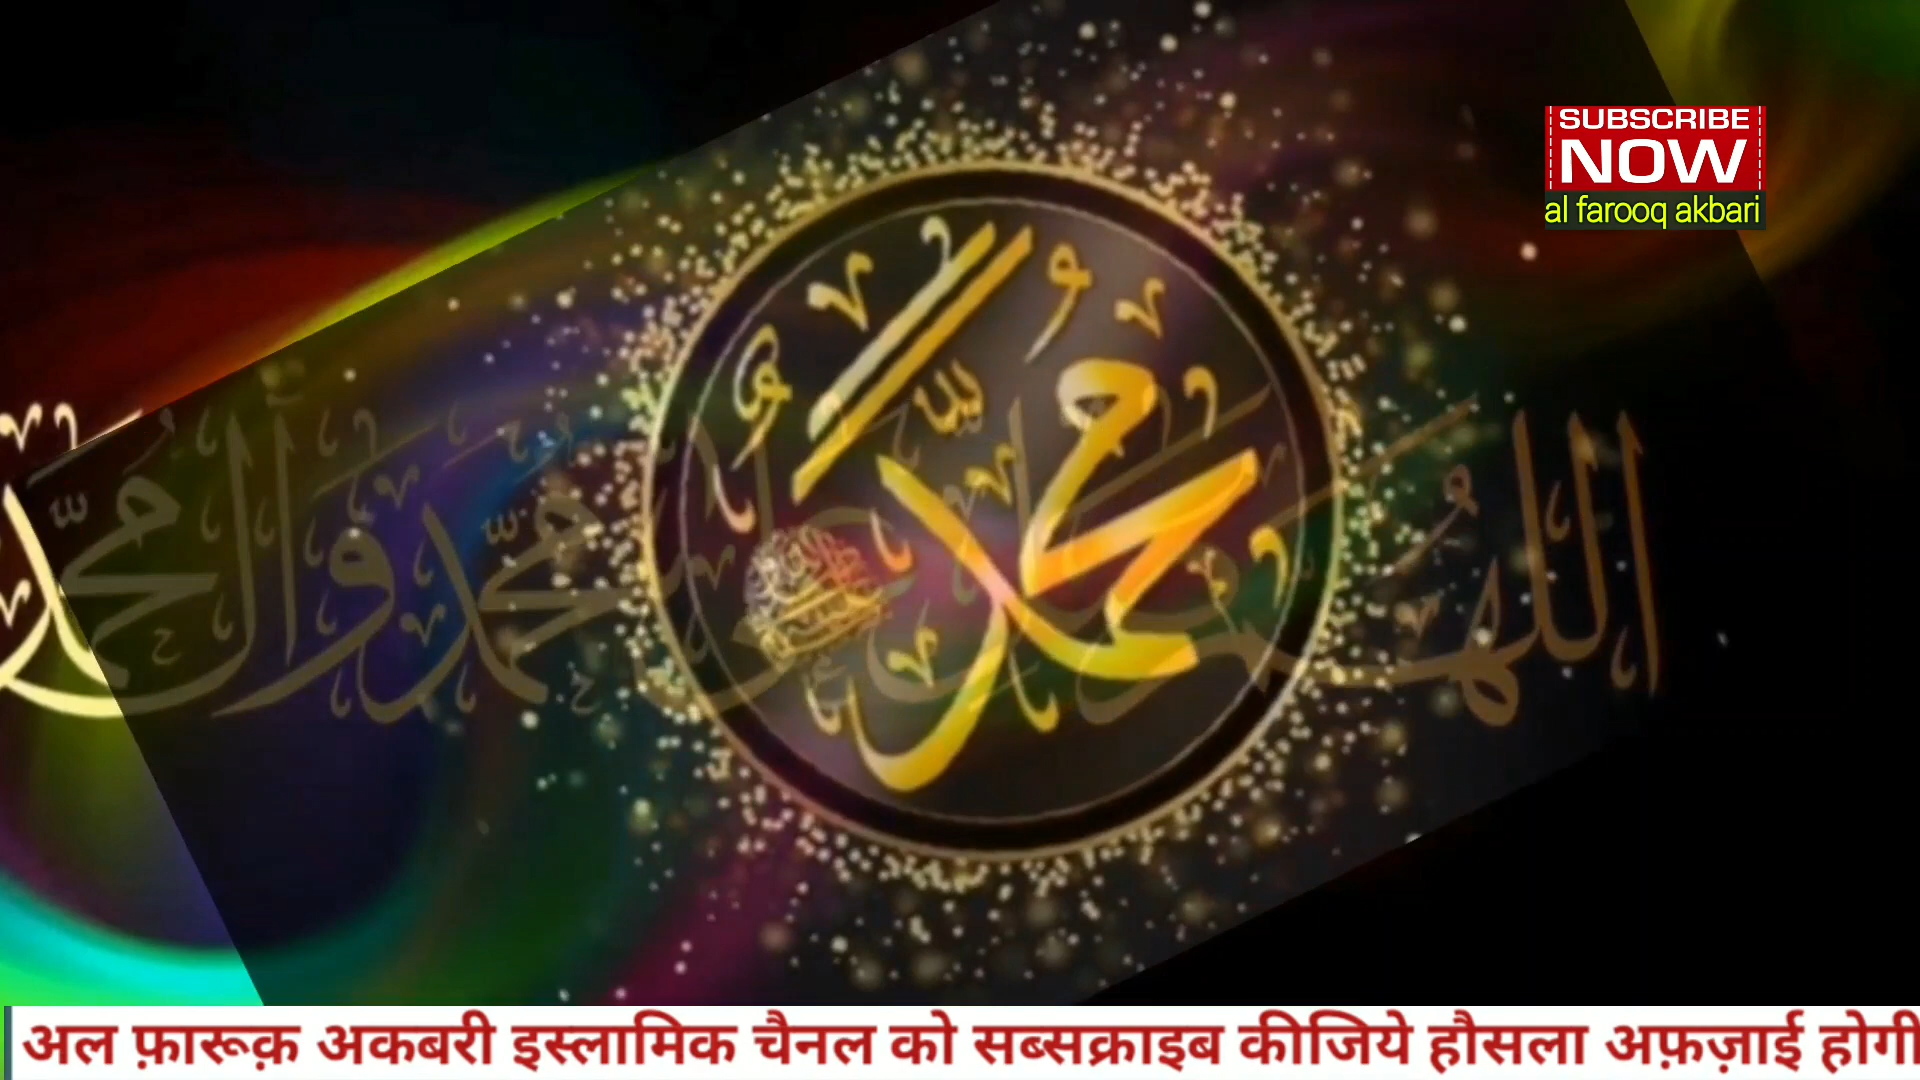 SUBSCRIBE
NOW
al farooq akbari
محمد
اللهم صل على محمد وآل محمد
अल फ़ारूक़ अकबरी इस्लामिक चैनल को सब्सक्राइब कीजिये हौसला अफ़ज़ाई होगी